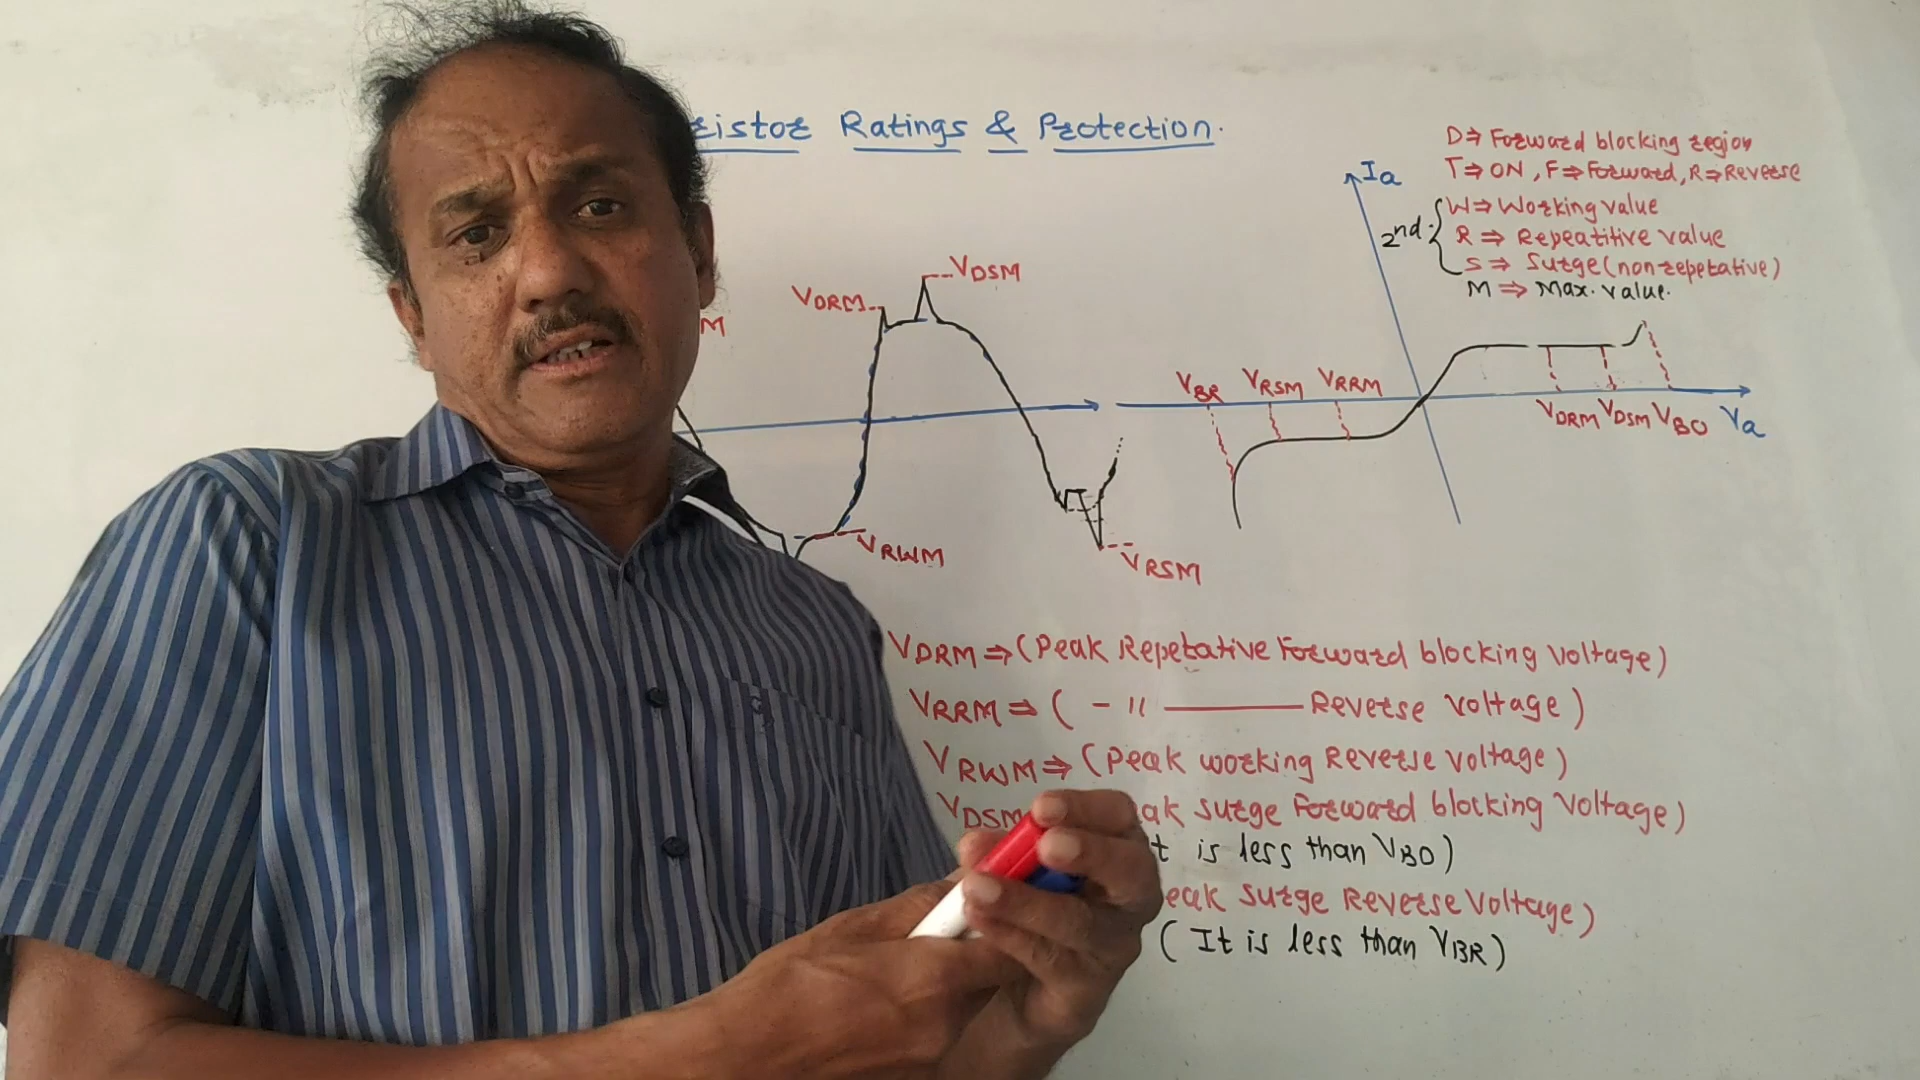 ristor Ratings & Protection.
D⇒ Forward blocking region
T⇒ON, F⇒Forward, R⇒Reverse
W⇒ Working value
2nd { R ⇒ Repeatitive value
S ⇒ Surge (non-repetative)
M ⇒ Max. value.
Ia
VDSM
VDRM
M
VBR VRSM VRRM
VDRM VDSM VBO Va
VRWM
VRSM
VDRM ⇒ (Peak Repetative Forward blocking Voltage)
VRRM ⇒ ( - 11 ——— Reverse Voltage )
VRWM ⇒ (Peak working Reverse Voltage)
VDSM ak Surge Forward blocking Voltage)
t is less than VBO)
eak Surge Reverse Voltage)
( It is less than VBR )